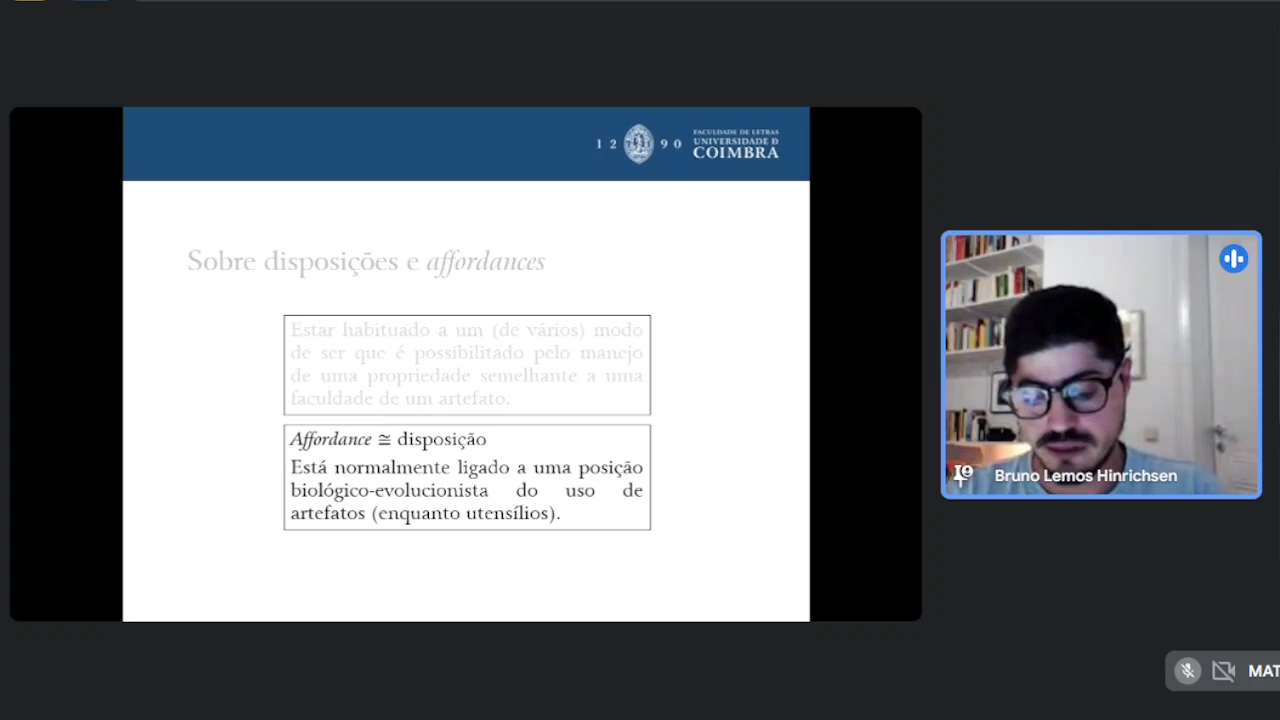 1 2 9 0
FACULDADE DE LETRAS
UNIVERSIDADE D
COIMBRA
Sobre disposições e affordances
Estar habituado a um (de vários) modo
de ser que é possibilitado pelo manejo
de uma propriedade semelhante a uma
faculdade de um artefato.
Affordance ≅ disposição
Está normalmente ligado a uma posição
biológico-evolucionista do uso de
artefatos (enquanto utensílios).
Bruno Lemos Hinrichsen
MAT